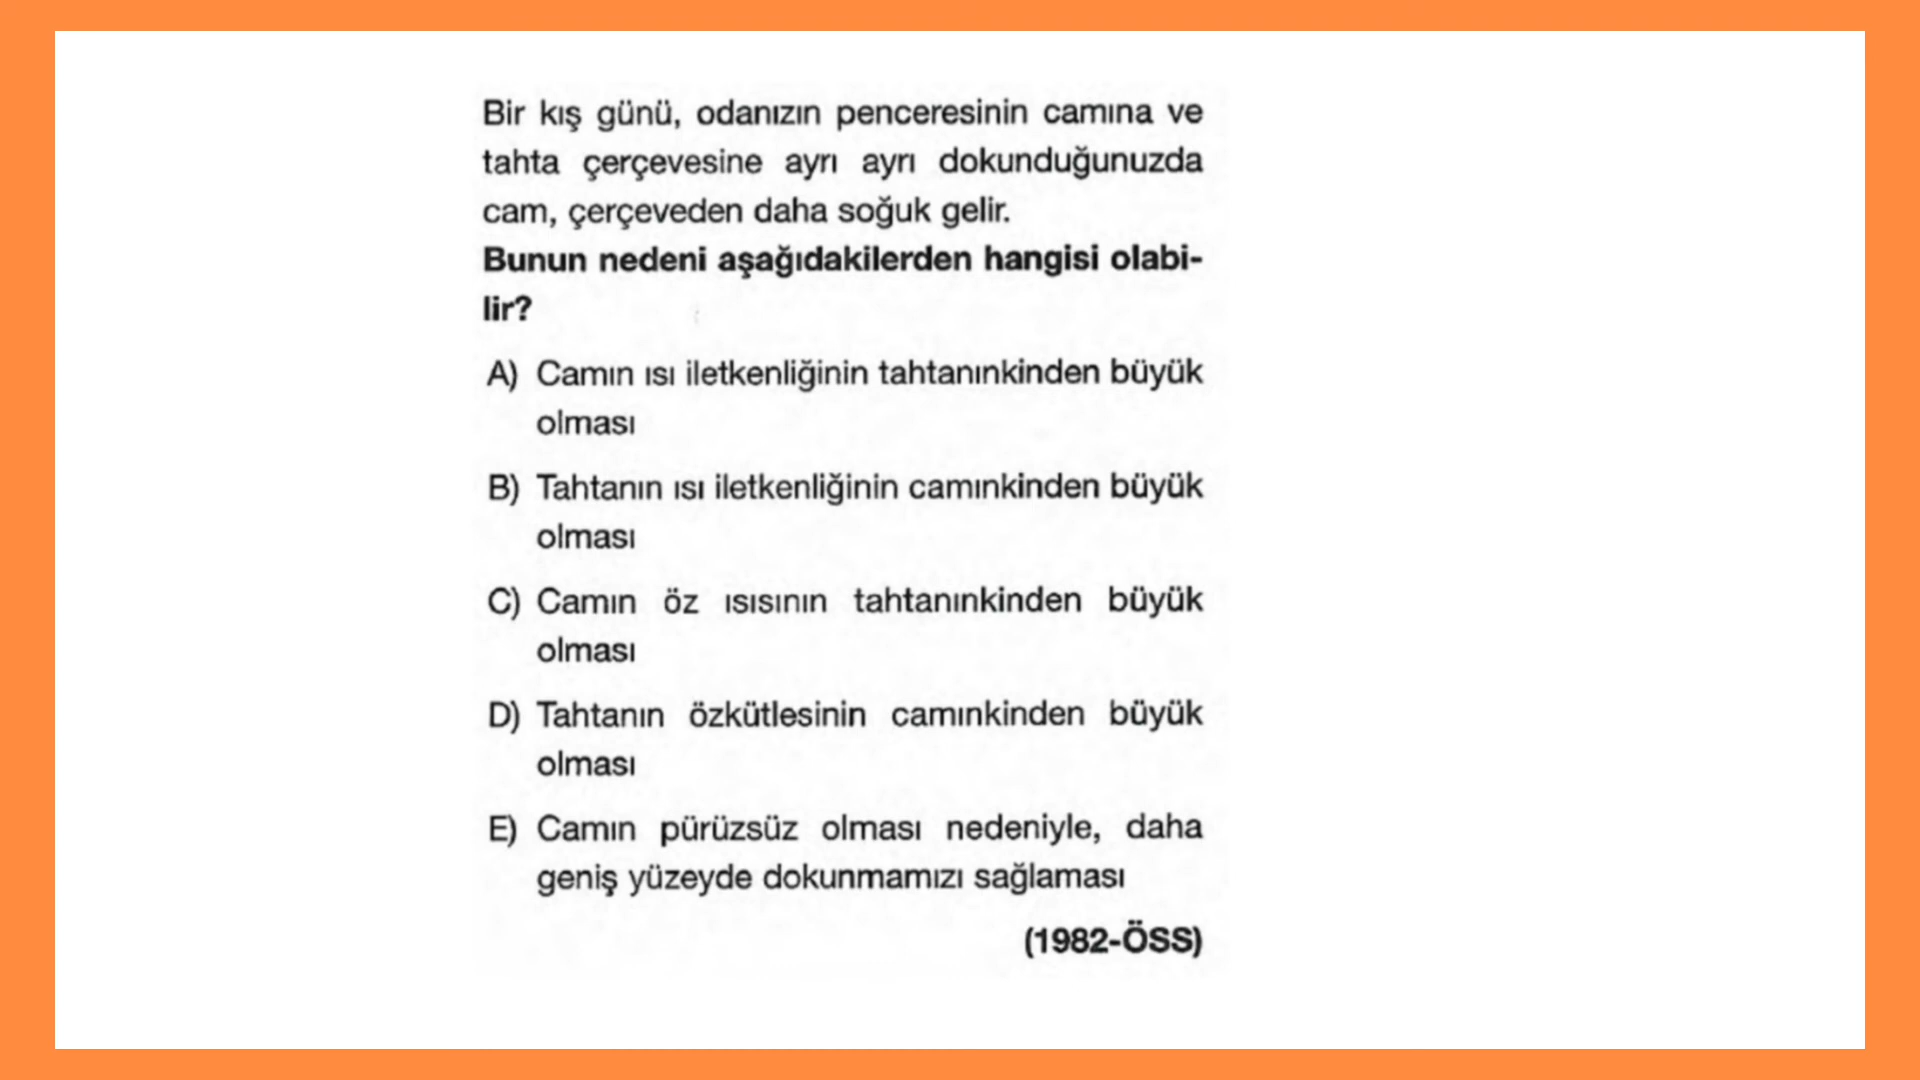 Bir kış günü, odanızın penceresinin camına ve
tahta çerçevesine ayrı ayrı dokunduğunuzda
cam, çerçeveden daha soğuk gelir.
Bunun nedeni aşağıdakilerden hangisi olabi-
lir?
A) Camın ısı iletkenliğinin tahtanınkinden büyük
olması
B) Tahtanın ısı iletkenliğinin camınkinden büyük
olması
C) Camın öz ısısının tahtanınkinden büyük
olması
D) Tahtanın özkütlesinin camınkinden büyük
olması
E) Camın pürüzsüz olması nedeniyle, daha
geniş yüzeyde dokunmamızı sağlaması
(1982-ÖSS)